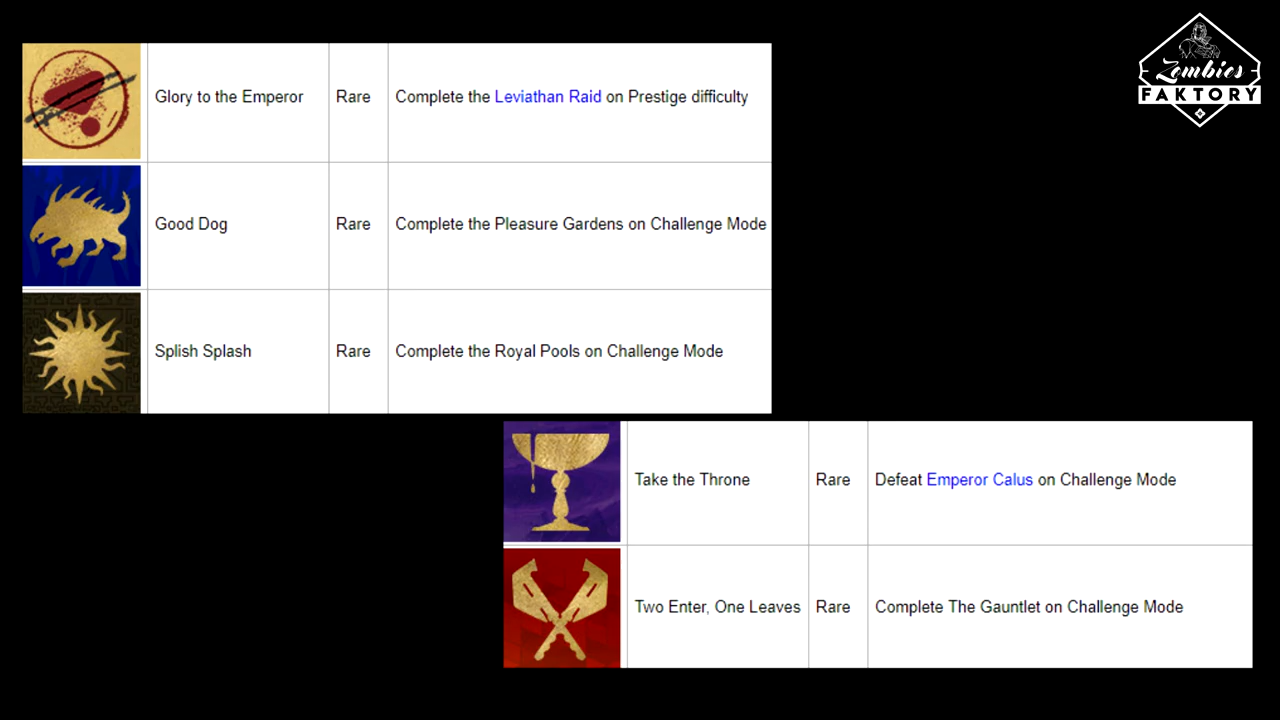 Zombies
FAKTORY
Glory to the Emperor Rare Complete the Leviathan Raid on Prestige difficulty
Good Dog Rare Complete the Pleasure Gardens on Challenge Mode
Splish Splash Rare Complete the Royal Pools on Challenge Mode
Take the Throne Rare Defeat Emperor Calus on Challenge Mode
Two Enter, One Leaves Rare Complete The Gauntlet on Challenge Mode